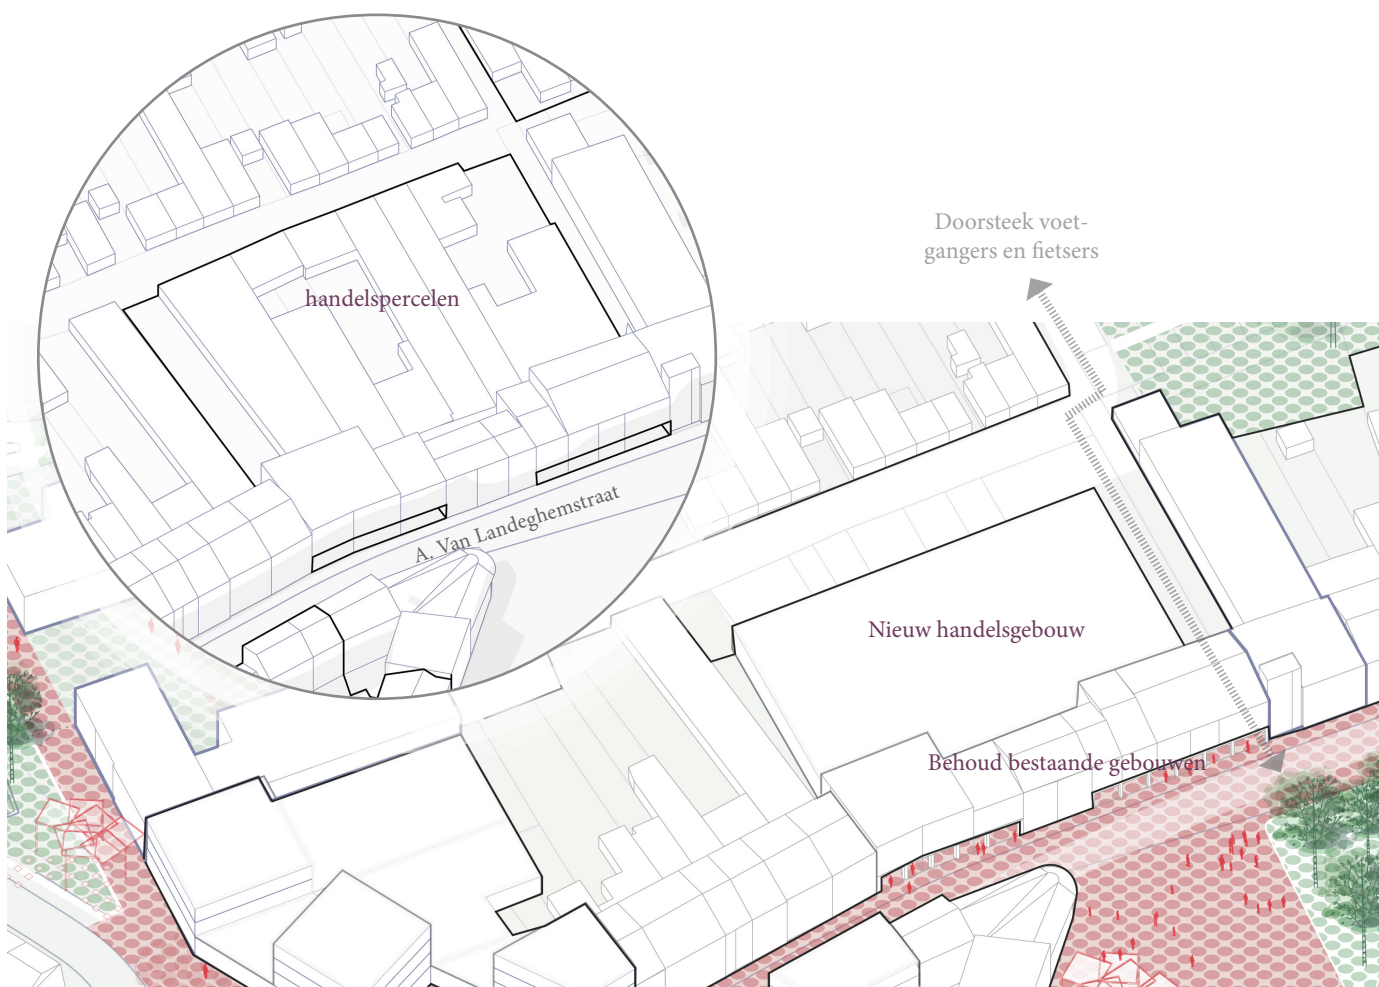 Doorsteek voet-
gangers en fietsers
handelspercelen
A. Van Landeghemstraat
Nieuw handelsgebouw
Behoud bestaande gebouwen